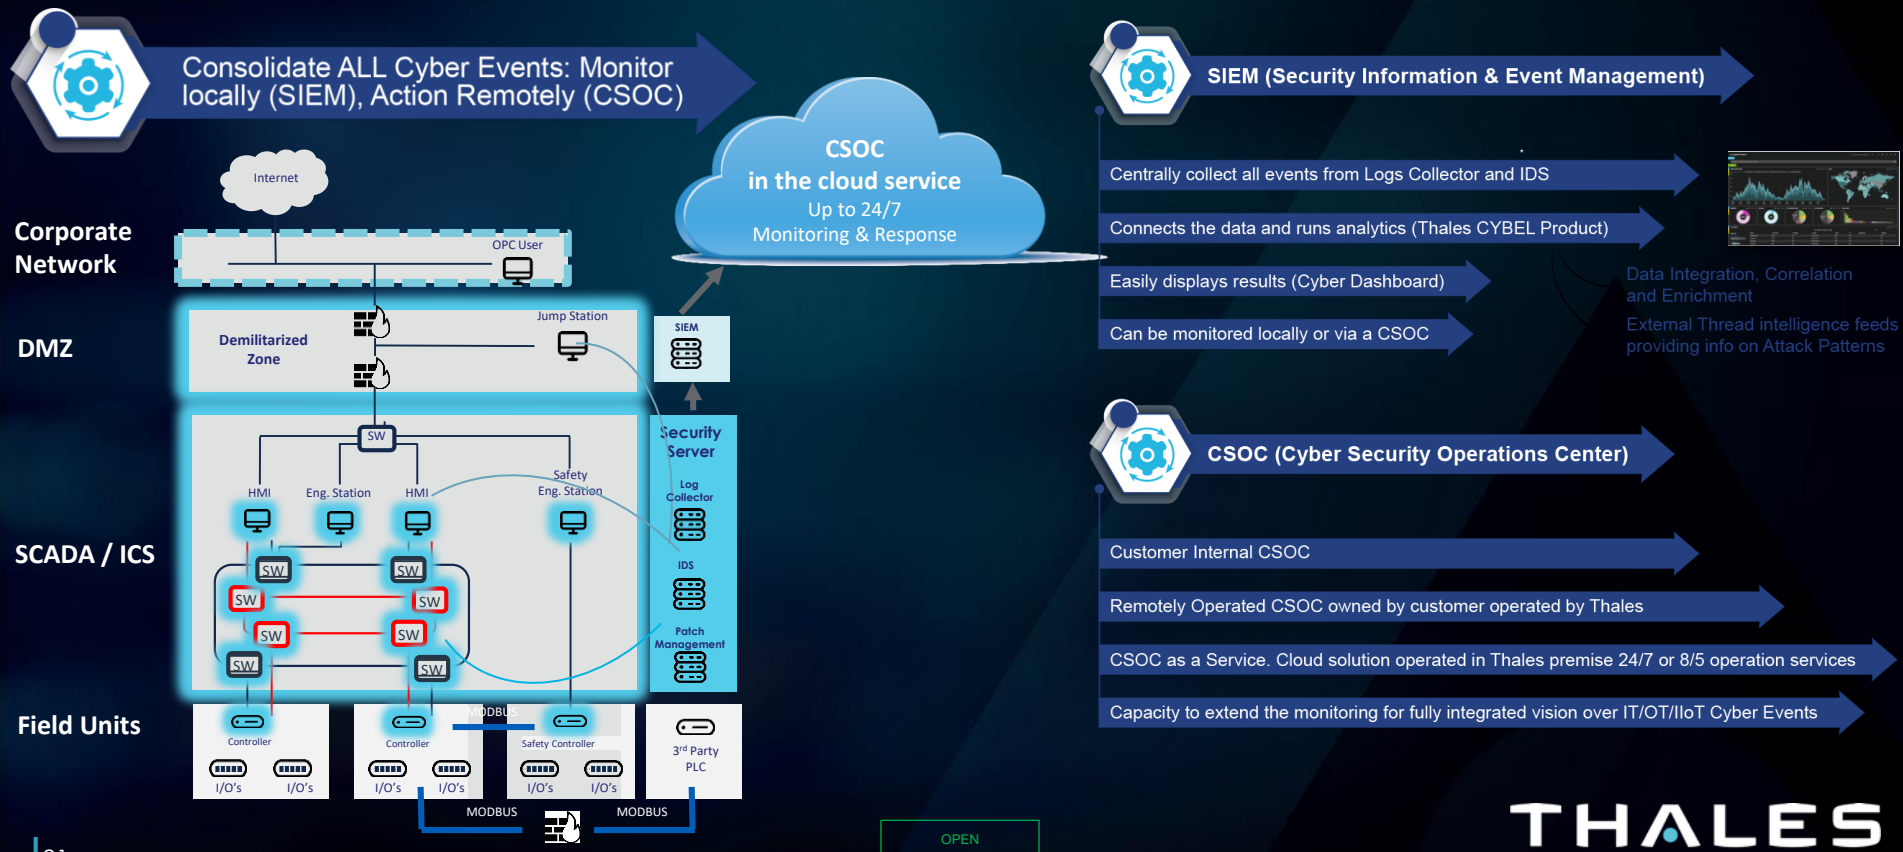 Consolidate ALL Cyber Events: Monitor
locally (SIEM), Action Remotely (CSOC)
Internet
Corporate
Network
OPC User
DMZ
Demilitarized
Zone
Jump Station
SIEM
SW
Security
Server
HMI
Eng. Station
HMI
Safety
Eng. Station
Log
Collector
SCADA / ICS
SW
SW
IDS
SW
SW
SW
SW
Patch
Management
SW
SW
Field Units
MODBUS
Controller
Controller
Safety Controller
3rd Party
PLC
I/O's
I/O's
I/O's
I/O's
I/O's
I/O's
MODBUS
MODBUS
CSOC
in the cloud service
Up to 24/7
Monitoring & Response
SIEM (Security Information & Event Management)
Centrally collect all events from Logs Collector and IDS
Connects the data and runs analytics (Thales CYBEL Product)
Easily displays results (Cyber Dashboard)
Can be monitored locally or via a CSOC
Data Integration, Correlation
and Enrichment
External Thread intelligence feeds
providing info on Attack Patterns
CSOC (Cyber Security Operations Center)
Customer Internal CSOC
Remotely Operated CSOC owned by customer operated by Thales
CSOC as a Service. Cloud solution operated in Thales premise 24/7 or 8/5 operation services
Capacity to extend the monitoring for fully integrated vision over IT/OT/IIoT Cyber Events
OPEN
THALES